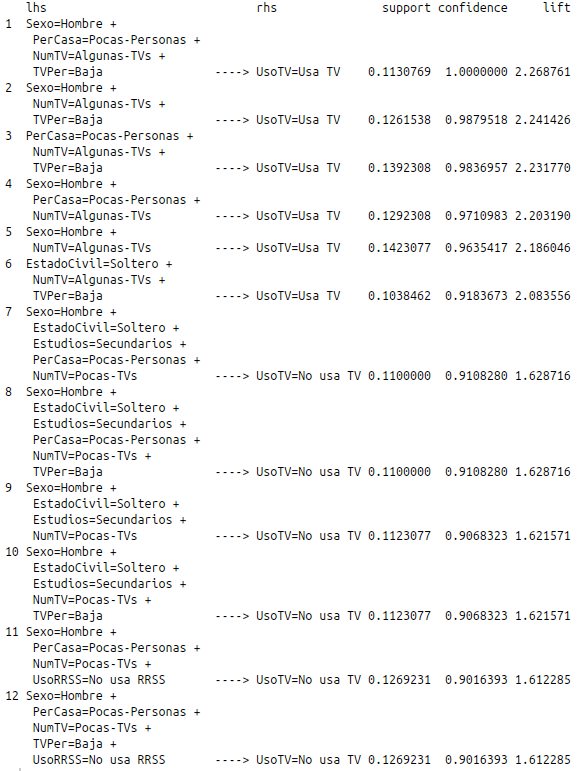 lhs rhs support confidence lift
1 Sexo=Hombre +
PerCasa=Pocas-Personas +
NumTV=Algunas-TVs +
TVPer=Baja ----> UsoTV=Usa TV 0.1130769 1.0000000 2.268761
2 Sexo=Hombre +
NumTV=Algunas-TVs +
TVPer=Baja ----> UsoTV=Usa TV 0.1261538 0.9879518 2.241426
3 PerCasa=Pocas-Personas +
NumTV=Algunas-TVs +
TVPer=Baja ----> UsoTV=Usa TV 0.1392308 0.9836957 2.231770
4 Sexo=Hombre +
PerCasa=Pocas-Personas +
NumTV=Algunas-TVs ----> UsoTV=Usa TV 0.1292308 0.9710983 2.203190
5 Sexo=Hombre +
NumTV=Algunas-TVs ----> UsoTV=Usa TV 0.1423077 0.9635417 2.186046
6 EstadoCivil=Soltero +
NumTV=Algunas-TVs +
TVPer=Baja ----> UsoTV=Usa TV 0.1038462 0.9183673 2.083556
7 Sexo=Hombre +
EstadoCivil=Soltero +
Estudios=Secundarios +
PerCasa=Pocas-Personas +
NumTV=Pocas-TVs ----> UsoTV=No usa TV 0.1100000 0.9108280 1.628716
8 Sexo=Hombre +
EstadoCivil=Soltero +
Estudios=Secundarios +
PerCasa=Pocas-Personas +
NumTV=Pocas-TVs +
TVPer=Baja ----> UsoTV=No usa TV 0.1100000 0.9108280 1.628716
9 Sexo=Hombre +
EstadoCivil=Soltero +
Estudios=Secundarios +
NumTV=Pocas-TVs ----> UsoTV=No usa TV 0.1123077 0.9068323 1.621571
10 Sexo=Hombre +
EstadoCivil=Soltero +
Estudios=Secundarios +
NumTV=Pocas-TVs +
TVPer=Baja ----> UsoTV=No usa TV 0.1123077 0.9068323 1.621571
11 Sexo=Hombre +
PerCasa=Pocas-Personas +
NumTV=Pocas-TVs +
UsoRRSS=No usa RRSS ----> UsoTV=No usa TV 0.1269231 0.9016393 1.612285
12 Sexo=Hombre +
PerCasa=Pocas-Personas +
NumTV=Pocas-TVs +
TVPer=Baja +
UsoRRSS=No usa RRSS ----> UsoTV=No usa TV 0.1269231 0.9016393 1.612285